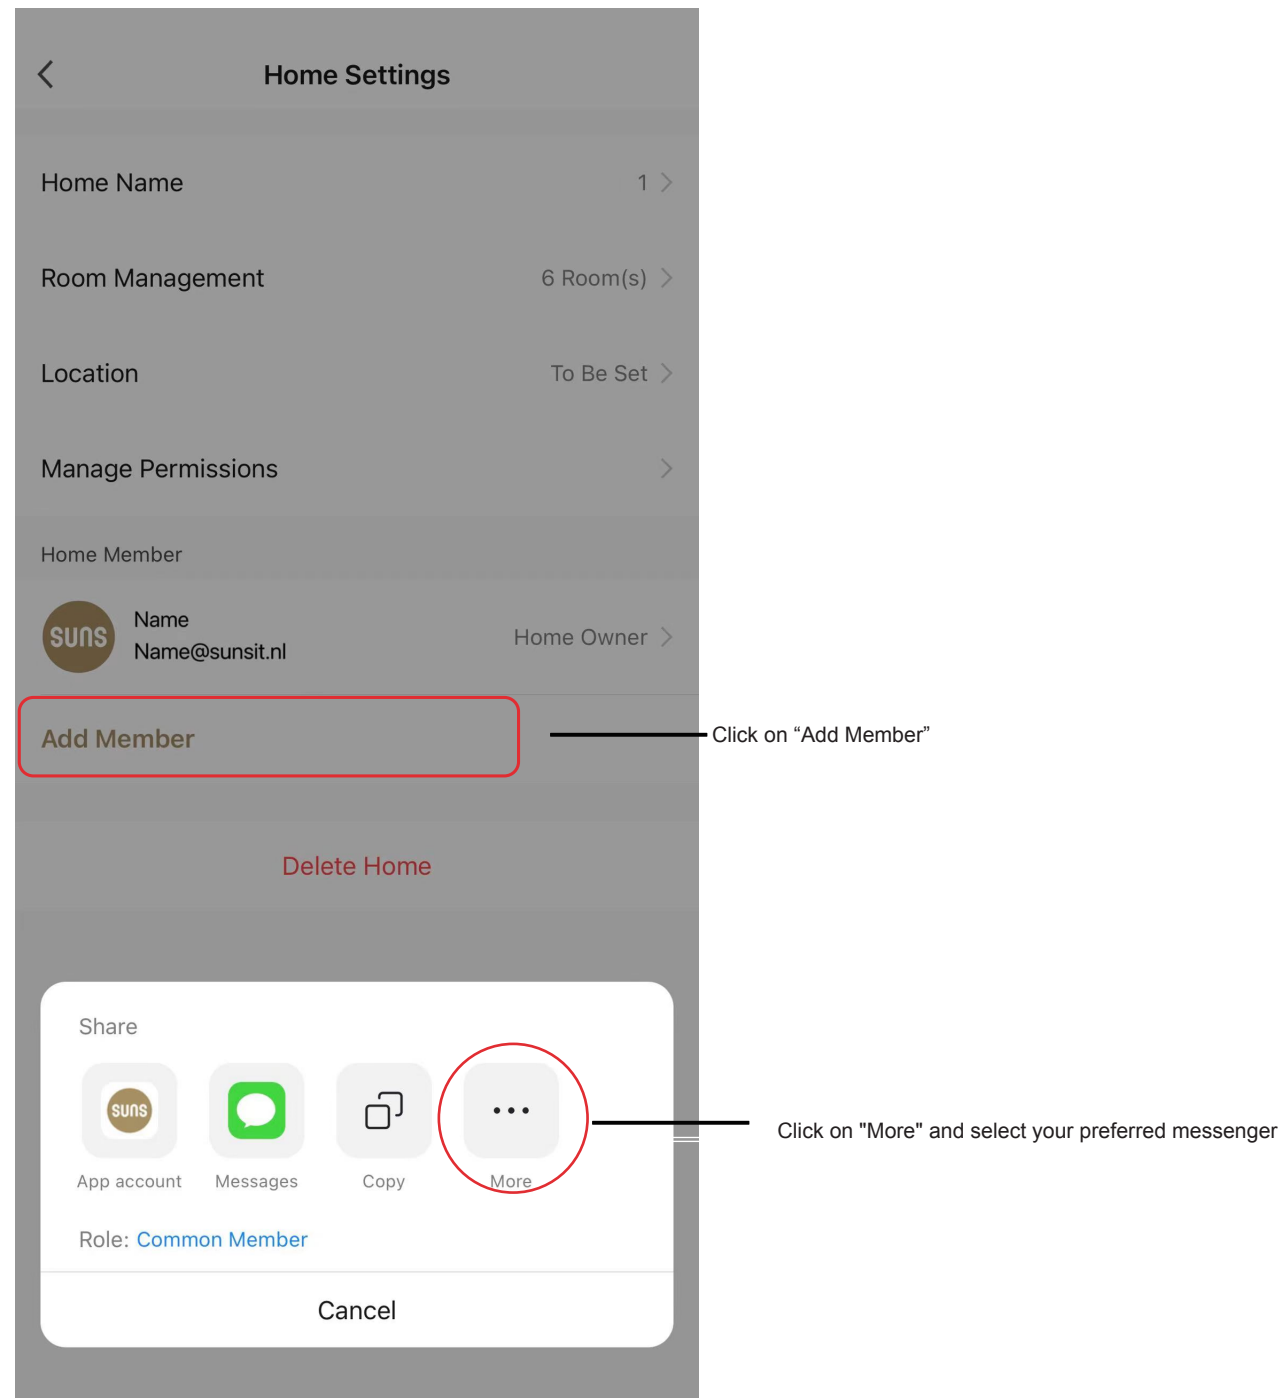 Home Settings
Home Name 1
Room Management 6 Room(s)
Location To Be Set
Manage Permissions
Home Member
suns
Name
Name@sunsit.nl
Home Owner
Add Member
Click on “Add Member”
Delete Home
Share
suns
App account Messages Copy More
Click on "More" and select your preferred messenger
Role: Common Member
Cancel